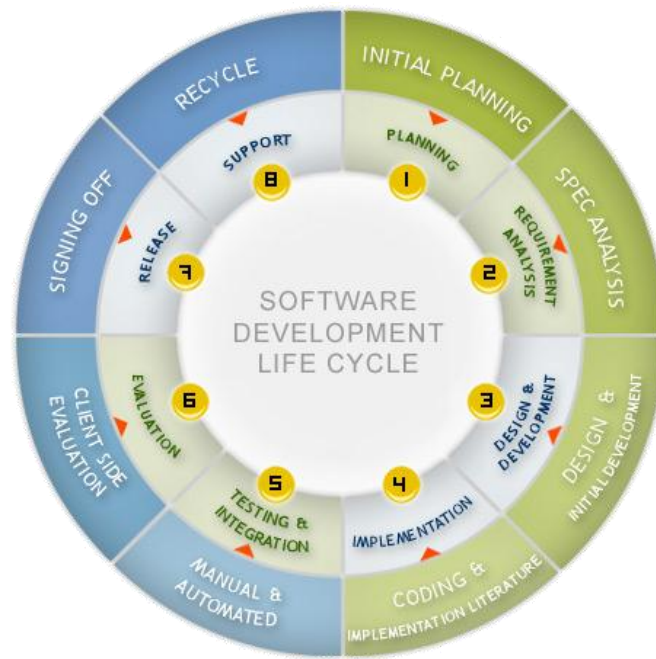 SOFTWARE
DEVELOPMENT
LIFE CYCLE
INITIAL PLANNING
PLANNING
1
SPEC ANALYSIS
REQUIREMENT
ANALYSIS
2
DESIGN &
INITIAL DEVELOPMENT
DESIGN &
DEVELOPMENT
3
CODING &
IMPLEMENTATION LITERATURE
IMPLEMENTATION
4
MANUAL &
AUTOMATED
TESTING &
INTEGRATION
5
CLIENT SIDE
EVALUATION
EVALUATION
6
SIGNING OFF
RELEASE
7
RECYCLE
SUPPORT
8